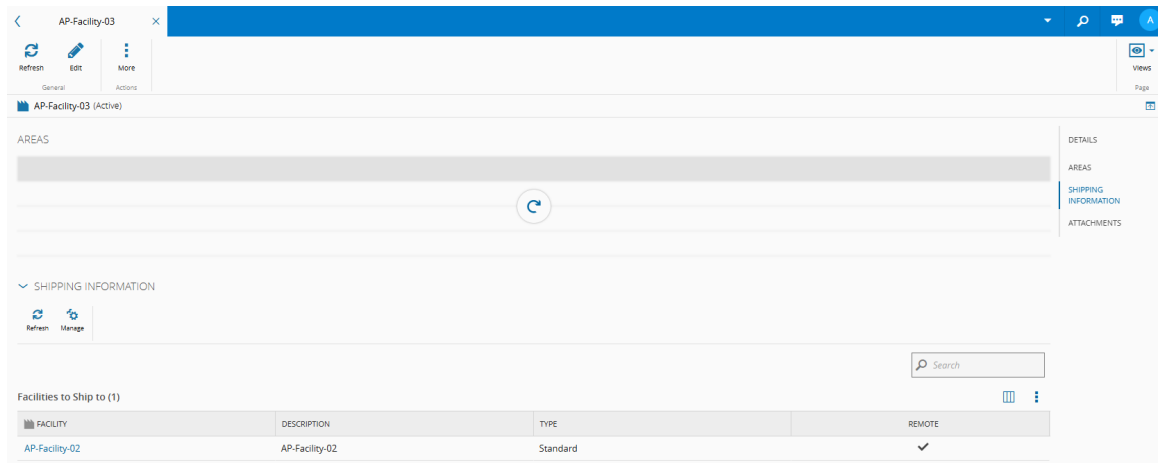 AP-Facility-03
A
Refresh Edit More Views
General Actions Page
AP-Facility-03 (Active)
AREAS
DETAILS
AREAS
SHIPPING
INFORMATION
ATTACHMENTS
SHIPPING INFORMATION
Refresh Manage
Search
Facilities to Ship to (1)
FACILITY DESCRIPTION TYPE REMOTE
AP-Facility-02 AP-Facility-02 Standard